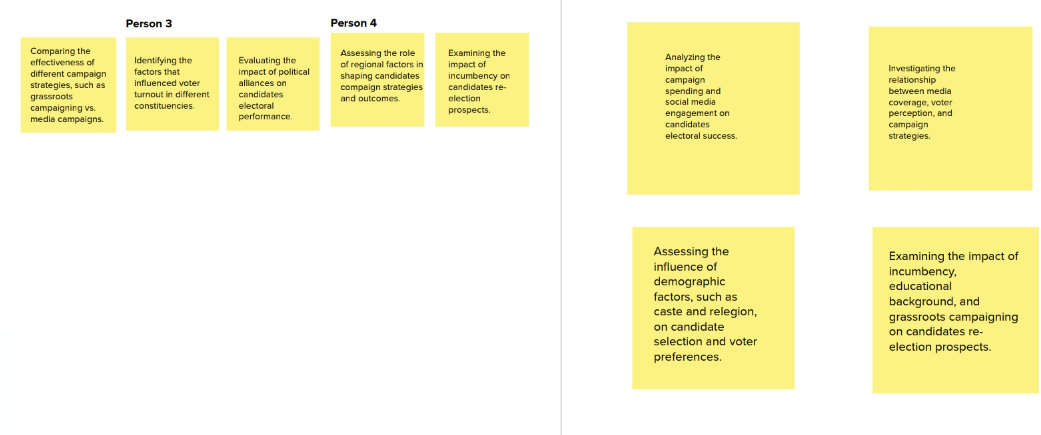 Person 3
Person 4
Comparing the
effectiveness of
different campaign
strategies, such as
grassroots
campaigning vs.
media campaigns.
Identifying the
factors that
influenced voter
turnout in different
constituencies.
Evaluating the
impact of political
alliances on
candidates
electoral
performance.
Assessing the role
of regional factors in
shaping candidates
compaign strategies
and outcomes.
Examining the
impact of
incumbency on
candidates re-
election
prospects.
Analyzing the
impact of
campaign
spending and
social media
engagement on
candidates
electoral success.
Investigating the
relationship
between media
coverage, voter
perception, and
campaign
strategies.
Assessing the
influence of
demographic
factors, such as
caste and relegion,
on candidate
selection and voter
preferences.
Examining the impact of
incumbency,
educational
background, and
grassroots campaigning
on candidates re-
election prospects.